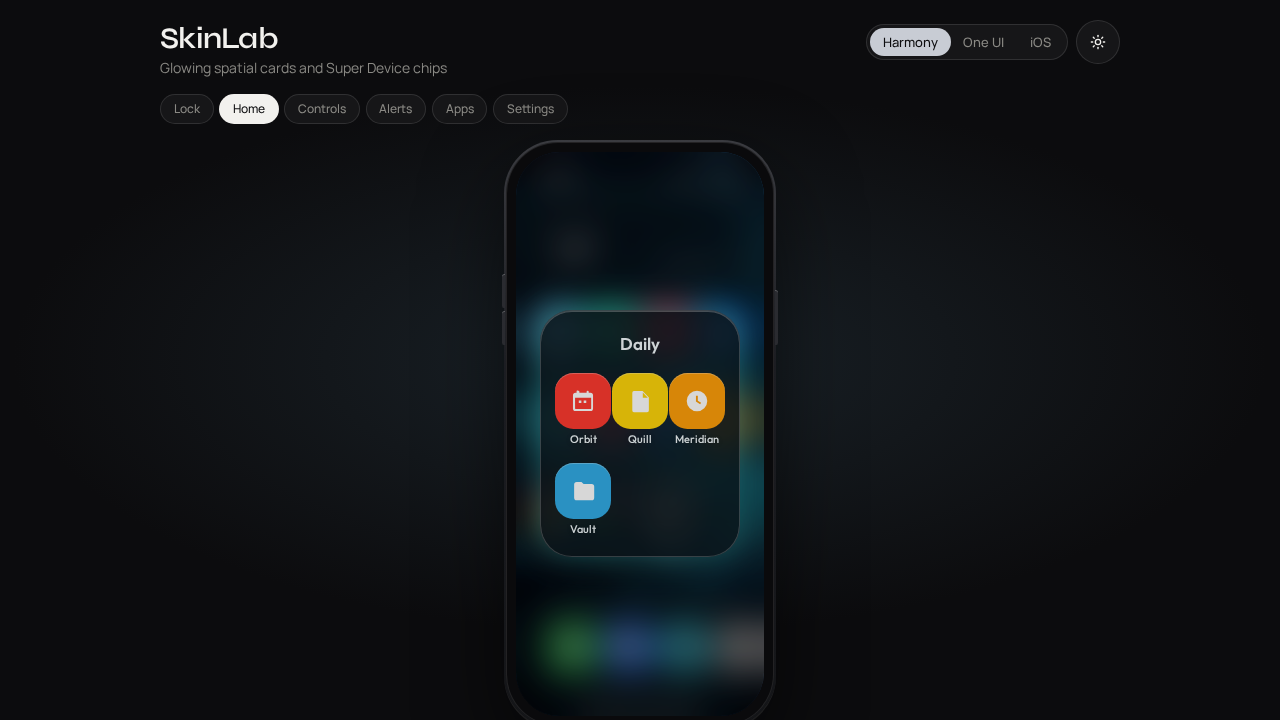 SkinLab
Glowing spatial cards and Super Device chips
Harmony One UI iOS
Lock Home Controls Alerts Apps Settings
Daily
Orbit Quill Meridian
Vault